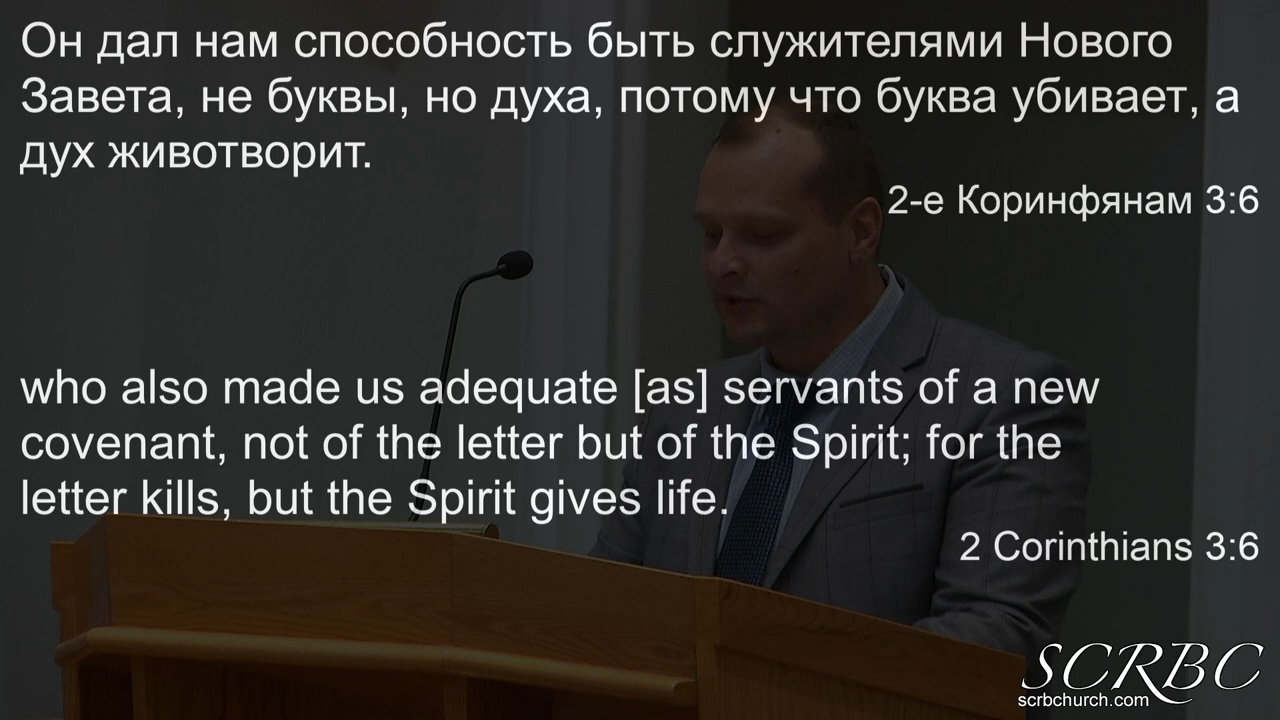 Он дал нам способность быть служителями Нового
Завета, не буквы, но духа, потому что буква убивает, а
дух животворит.
2-е Коринфянам 3:6
who also made us adequate [as] servants of a new
covenant, not of the letter but of the Spirit; for the
letter kills, but the Spirit gives life.
2 Corinthians 3:6
SCRBC
scrbchurch.com